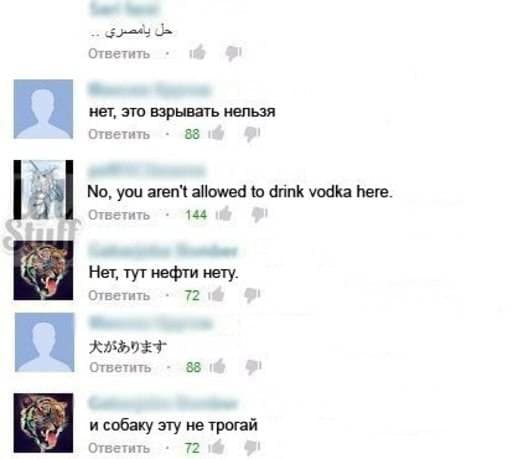 .. حل يامصري
Ответить
нет, это взрывать нельзя
Ответить · 88
No, you aren't allowed to drink vodka here.
Ответить · 144
Stuff
Нет, тут нефти нету.
Ответить · 72
犬があります
Ответить · 88
и собаку эту не трогай
Ответить · 72